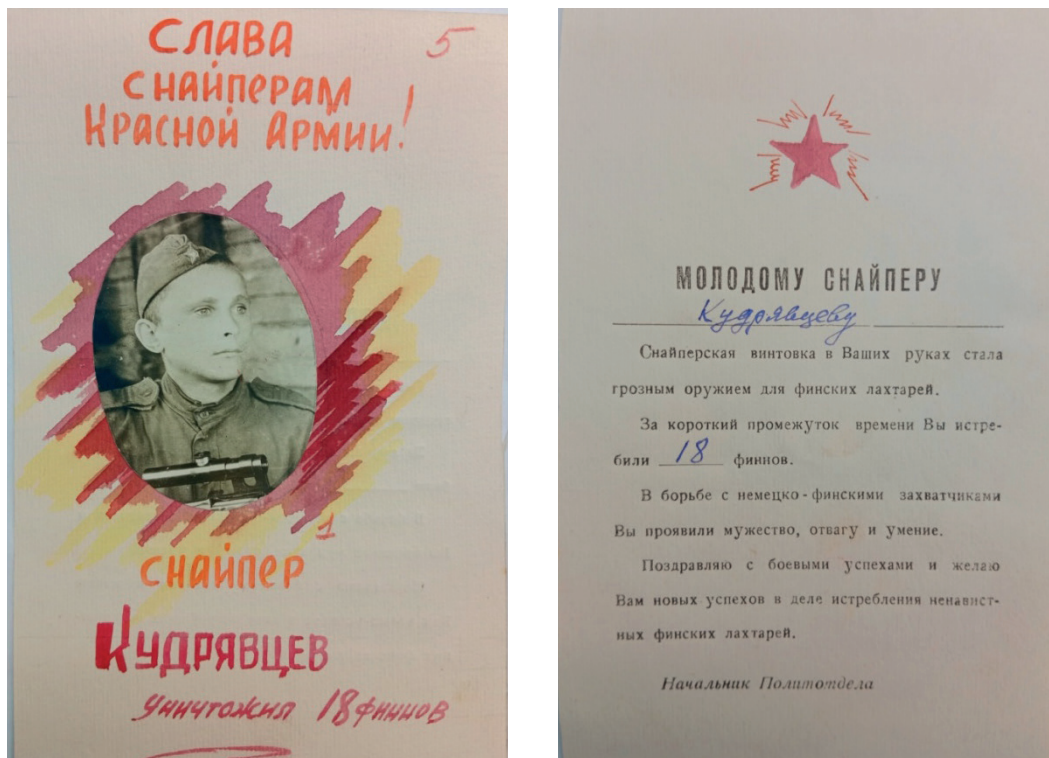 СЛАВА
5
СНАЙПЕРАМ
КРАСНОЙ АРМИИ!
1
СНАЙПЕР
КУДРЯВЦЕВ
уничтожил 18 финнов
МОЛОДОМУ СНАЙПЕРУ
Кудрявцеву
Снайперская винтовка в Ваших руках стала
грозным оружием для финских лахтарей.
За короткий промежуток времени Вы истре-
били 18 финнов.
В борьбе с немецко-финскими захватчиками
Вы проявили мужество, отвагу и умение.
Поздравляю с боевыми успехами и желаю
Вам новых успехов в деле истребления ненавист-
ных финских лахтарей.
Начальник Политотдела